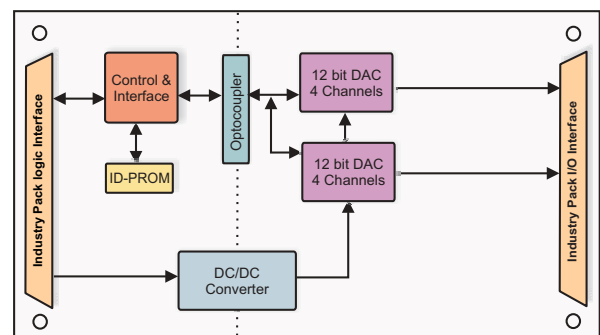 Industry Pack logic Interface
Control &
Interface
ID-PROM
Optocoupler
12 bit DAC
4 Channels
12 bit DAC
4 Channels
DC/DC
Converter
Industry Pack I/O Interface